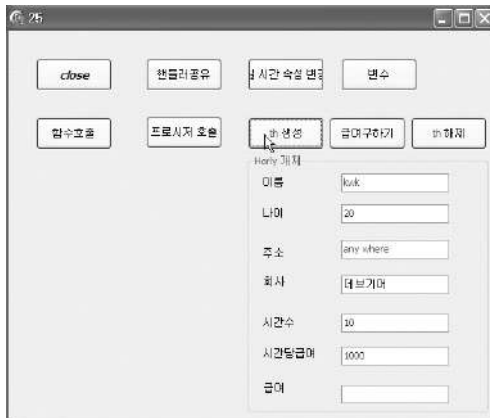 25
close
핸들러공유
실시간 속성 변경
변수
함수호출
프로시저 호출
th 생성
급여구하기
th 해제
Horly 객체
이름
kwk
나이
20
주소
any where
회사
데브기어
시간수
10
시간당급여
1000
급여